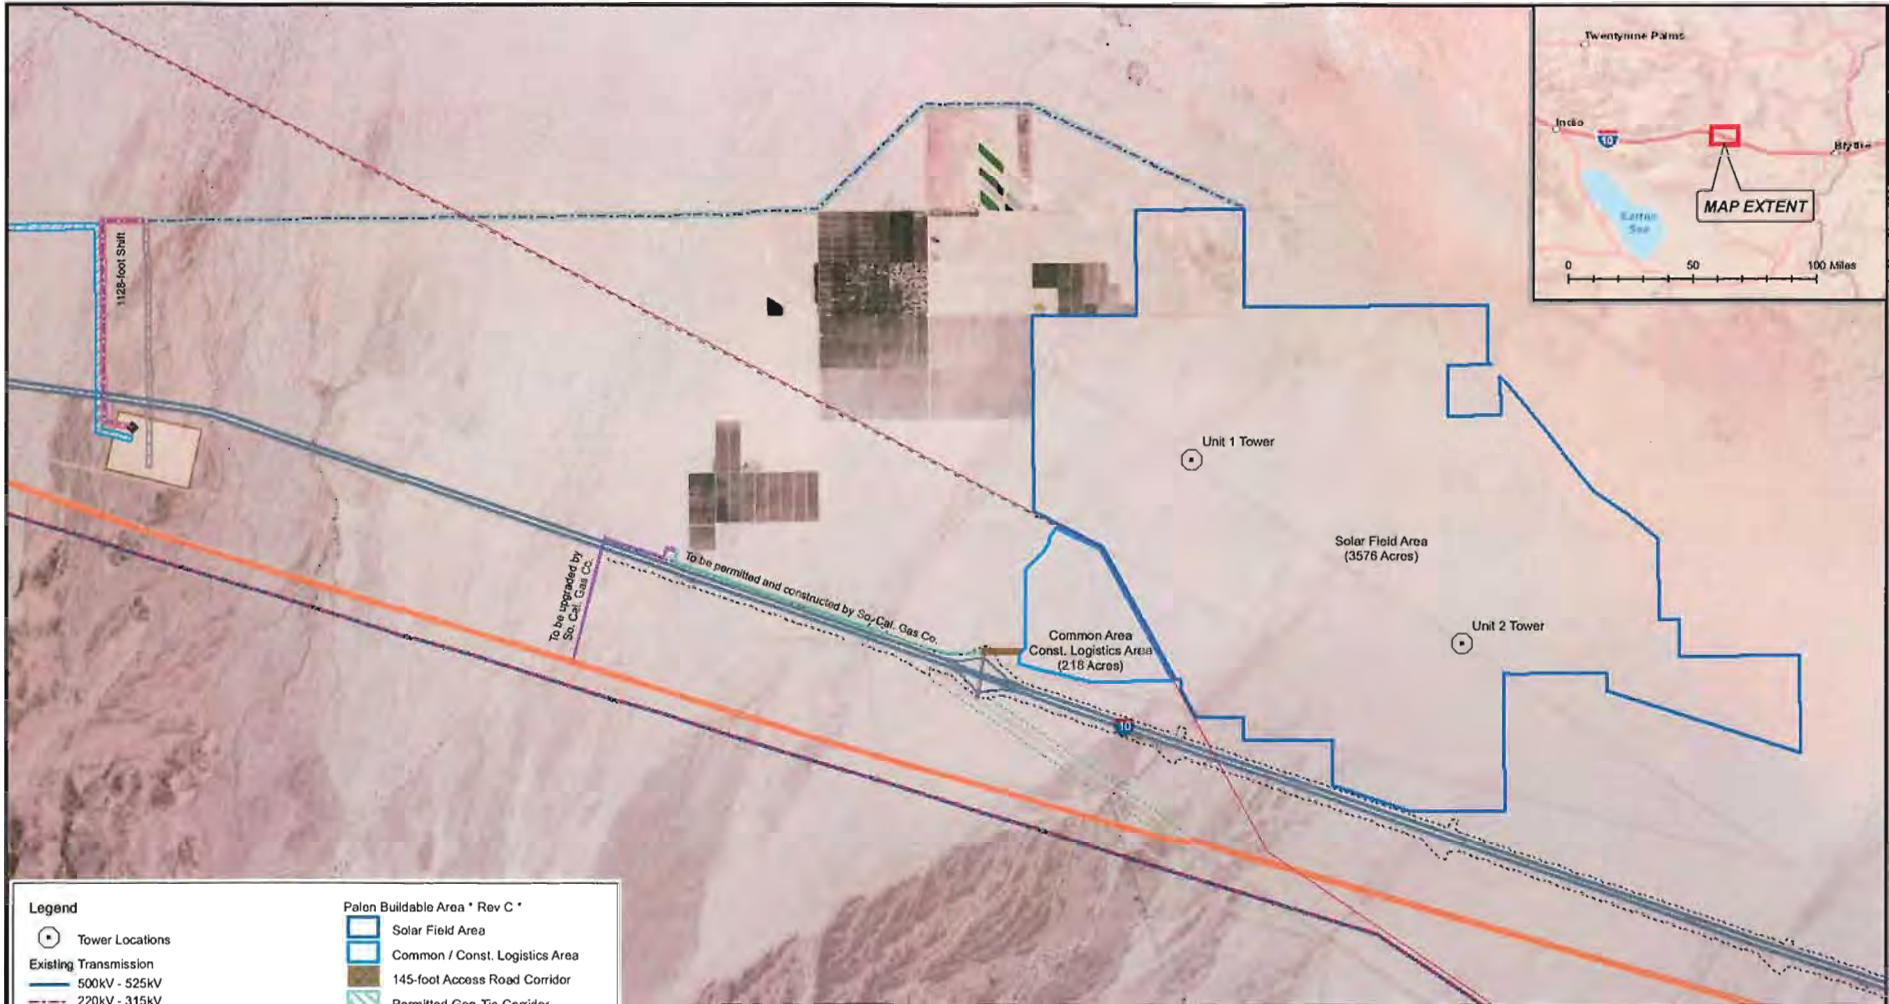 Twentynine Palms
Indio
10
Blythe
MAP EXTENT
Salton
Sea
0 50 100 Miles
1128-foot Shift
Unit 1 Tower
Solar Field Area
(3576 Acres)
Unit 2 Tower
To be upgraded by
So. Cal. Gas Co.
To be permitted and constructed by So. Cal. Gas Co.
Common Area
Const. Logistics Area
(218 Acres)
10
Legend
Tower Locations
Existing Transmission
500kV - 525kV
220kV - 315kV
Palen Buildable Area * Rev C *
Solar Field Area
Common / Const. Logistics Area
145-foot Access Road Corridor
Permitted Gen-Tie Corridor